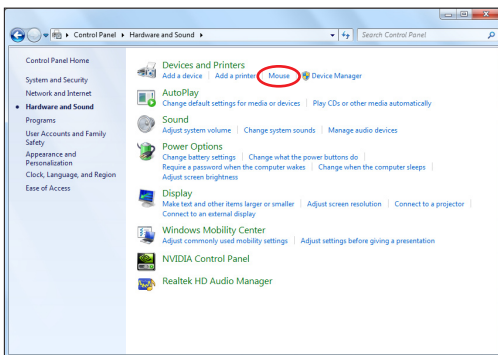 Control Panel Hardware and Sound Search Control Panel
Control Panel Home
System and Security
Network and Internet
Hardware and Sound
Programs
User Accounts and Family
Safety
Appearance and
Personalization
Clock, Language, and Region
Ease of Access
Devices and Printers
Add a device Add a printer Mouse Device Manager
AutoPlay
Change default settings for media or devices Play CDs or other media automatically
Sound
Adjust system volume Change system sounds Manage audio devices
Power Options
Change battery settings Change what the power buttons do
Require a password when the computer wakes Change when the computer sleeps
Adjust screen brightness
Display
Make text and other items larger or smaller Adjust screen resolution Connect to a projector
Connect to an external display
Windows Mobility Center
Adjust commonly used mobility settings Adjust settings before giving a presentation
NVIDIA Control Panel
Realtek HD Audio Manager